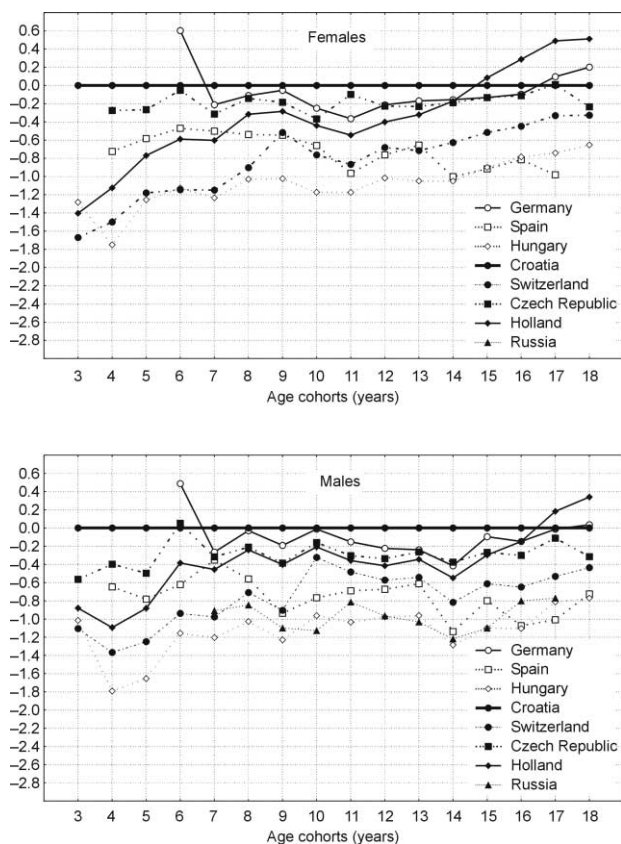 Females
0.6
0.4
0.2
0.0
−0.2
−0.4
−0.6
−0.8
−1.0
−1.2
−1.4
−1.6
−1.8
−2.0
−2.2
−2.4
−2.6
−2.8
Germany
Spain
Hungary
Croatia
Switzerland
Czech Republic
Holland
Russia
3 4 5 6 7 8 9 10 11 12 13 14 15 16 17 18
Age cohorts (years)
Males
0.6
0.4
0.2
0.0
−0.2
−0.4
−0.6
−0.8
−1.0
−1.2
−1.4
−1.6
−1.8
−2.0
−2.2
−2.4
−2.6
−2.8
Germany
Spain
Hungary
Croatia
Switzerland
Czech Republic
Holland
Russia
3 4 5 6 7 8 9 10 11 12 13 14 15 16 17 18
Age cohorts (years)